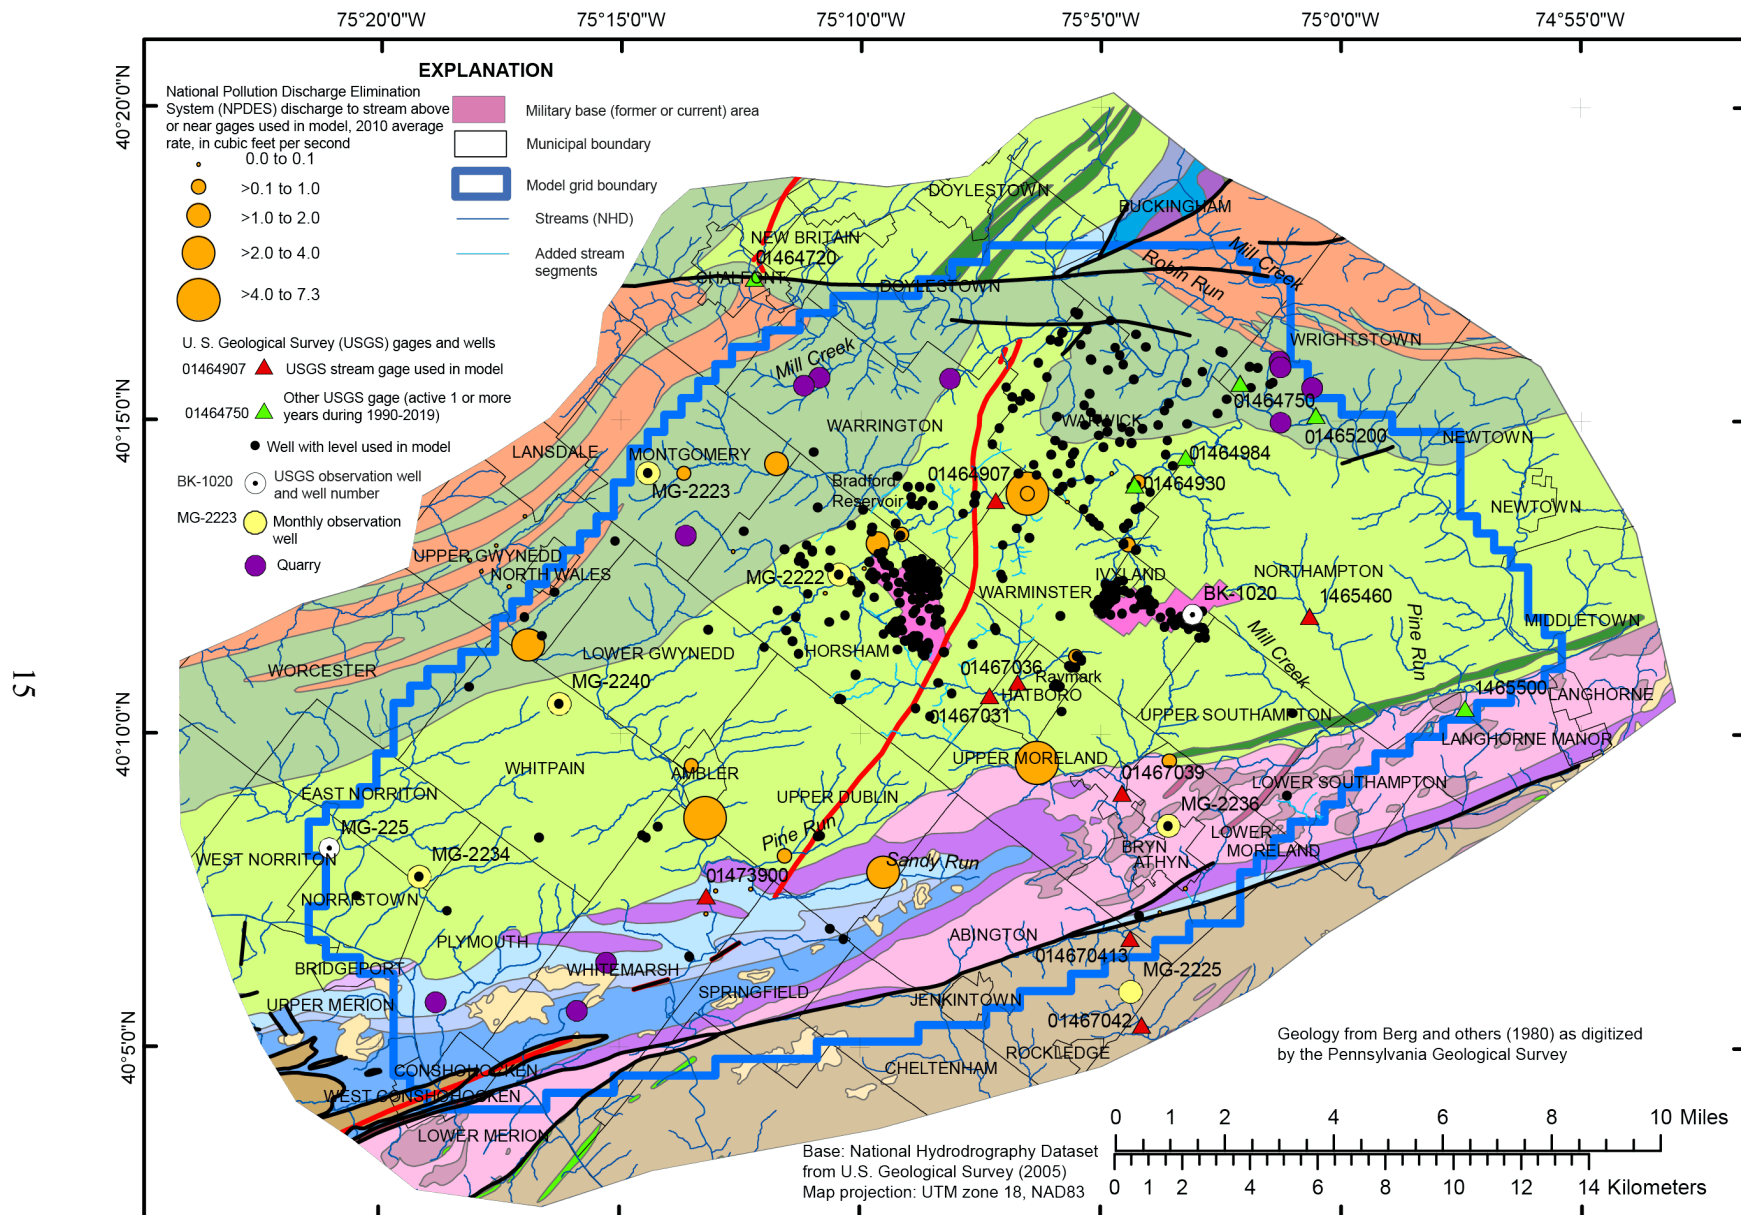 75°20'0"W
75°15'0"W
75°10'0"W
75°5'0"W
75°0'0"W
74°55'0"W
40°20'0"N
40°15'0"N
40°10'0"N
40°5'0"N
15
EXPLANATION
National Pollution Discharge Elimination
System (NPDES) discharge to stream above
or near gages used in model, 2010 average
rate, in cubic feet per second
0.0 to 0.1
>0.1 to 1.0
>1.0 to 2.0
>2.0 to 4.0
>4.0 to 7.3
Military base (former or current) area
Municipal boundary
Model grid boundary
Streams (NHD)
Added stream
segments
U. S. Geological Survey (USGS) gages and wells
01464907
USGS stream gage used in model
01464750
Other USGS gage (active 1 or more
years during 1990-2019)
Well with level used in model
BK-1020
USGS observation well
and well number
MG-2223
Monthly observation
well
Quarry
DOYLESTOWN
BUCKINGHAM
NEW BRITAIN
01464720
CHALFONT
DOYLESTOWN
Mill Creek
Robin Run
WRIGHTSTOWN
Mill Creek
01464750
WARWICK
WARRINGTON
01465200
NEWTOWN
LANSDALE
MONTGOMERY
MG-2223
01464984
01464907
01464930
Bradford
Reservoir
NEWTOWN
UPPER GWYNEDD
NORTH WALES
MG-2222
IVYLAND
NORTHAMPTON
WARMINSTER
BK-1020
1465460
Pine Run
MIDDLETOWN
Mill Creek
WORCESTER
LOWER GWYNEDD
HORSHAM
01467036
Raymark
MG-2240
HATBORO
1465500
LANGHORNE
01467031
UPPER SOUTHAMPTON
LANGHORNE MANOR
WHITPAIN
AMBLER
UPPER MORELAND
01467039
LOWER SOUTHAMPTON
EAST NORRITON
UPPER DUBLIN
MG-2236
MG-225
Pine Run
LOWER
MORELAND
WEST NORRITON
MG-2234
Sandy Run
BRYN
ATHYN
01473900
NORRISTOWN
PLYMOUTH
ABINGTON
014670413
BRIDGEPORT
WHITEMARSH
MG-2225
UPPER MERION
SPRINGFIELD
JENKINTOWN
01467042
ROCKLEDGE
CONSHOHOCKEN
CHELTENHAM
WEST CONSHOHOCKEN
LOWER MERION
Geology from Berg and others (1980) as digitized
by the Pennsylvania Geological Survey
0 1 2 4 6 8 10 Miles
Base: National Hydrodrography Dataset
from U.S. Geological Survey (2005)
Map projection: UTM zone 18, NAD83
0 1 2 4 6 8 10 12 14 Kilometers